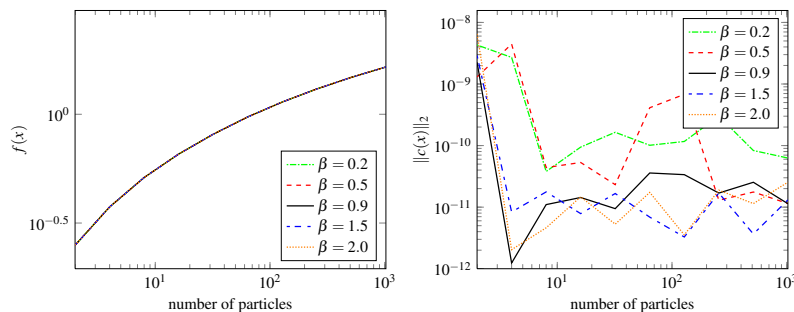 10^0
10^−0.5
f(x)
10^1
10^2
10^3
number of particles
β = 0.2
β = 0.5
β = 0.9
β = 1.5
β = 2.0
10^−8
10^−9
10^−10
10^−11
10^−12
||c(x)||_2
10^1
10^2
10^3
number of particles
β = 0.2
β = 0.5
β = 0.9
β = 1.5
β = 2.0